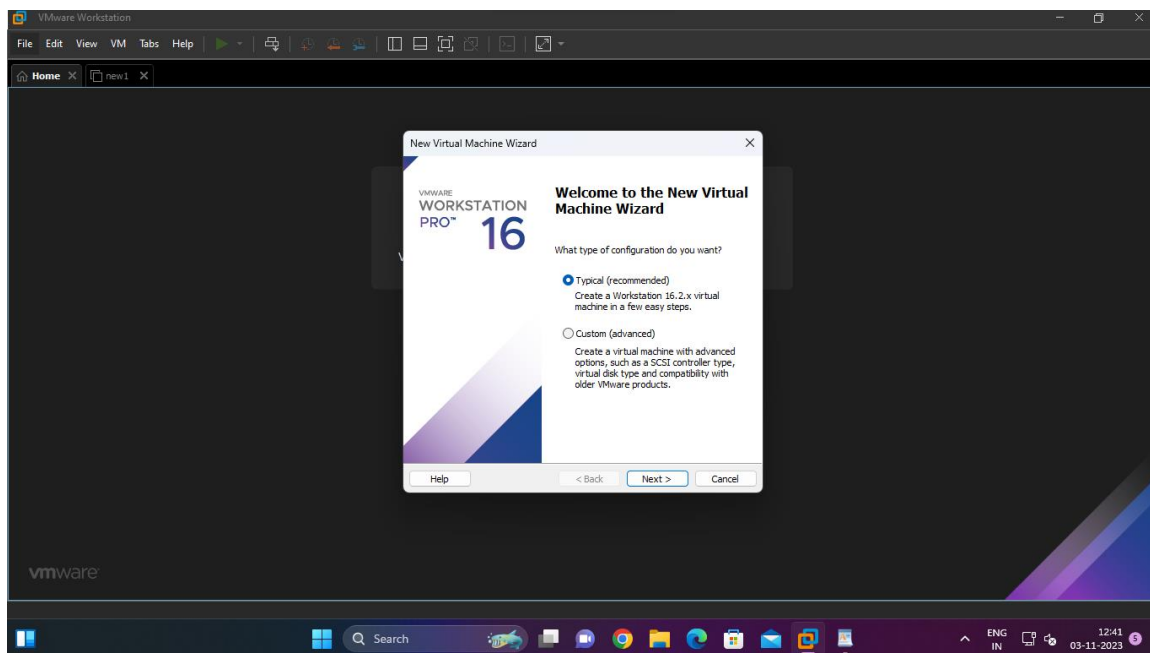 VMware Workstation
File Edit View VM Tabs Help
Home
new1
New Virtual Machine Wizard
VMWARE
WORKSTATION
PRO™ 16
Welcome to the New Virtual
Machine Wizard
What type of configuration do you want?
Typical (recommended)
Create a Workstation 16.2.x virtual
machine in a few easy steps.
Custom (advanced)
Create a virtual machine with advanced
options, such as a SCSI controller type,
virtual disk type and compatibility with
older VMware products.
Help
< Back
Next >
Cancel
vmware
Search
ENG
IN
12:41
03-11-2023
5